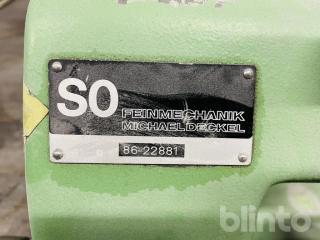 SO
FEINMECHANIK
MICHAEL DECKEL
86-22881
blinto